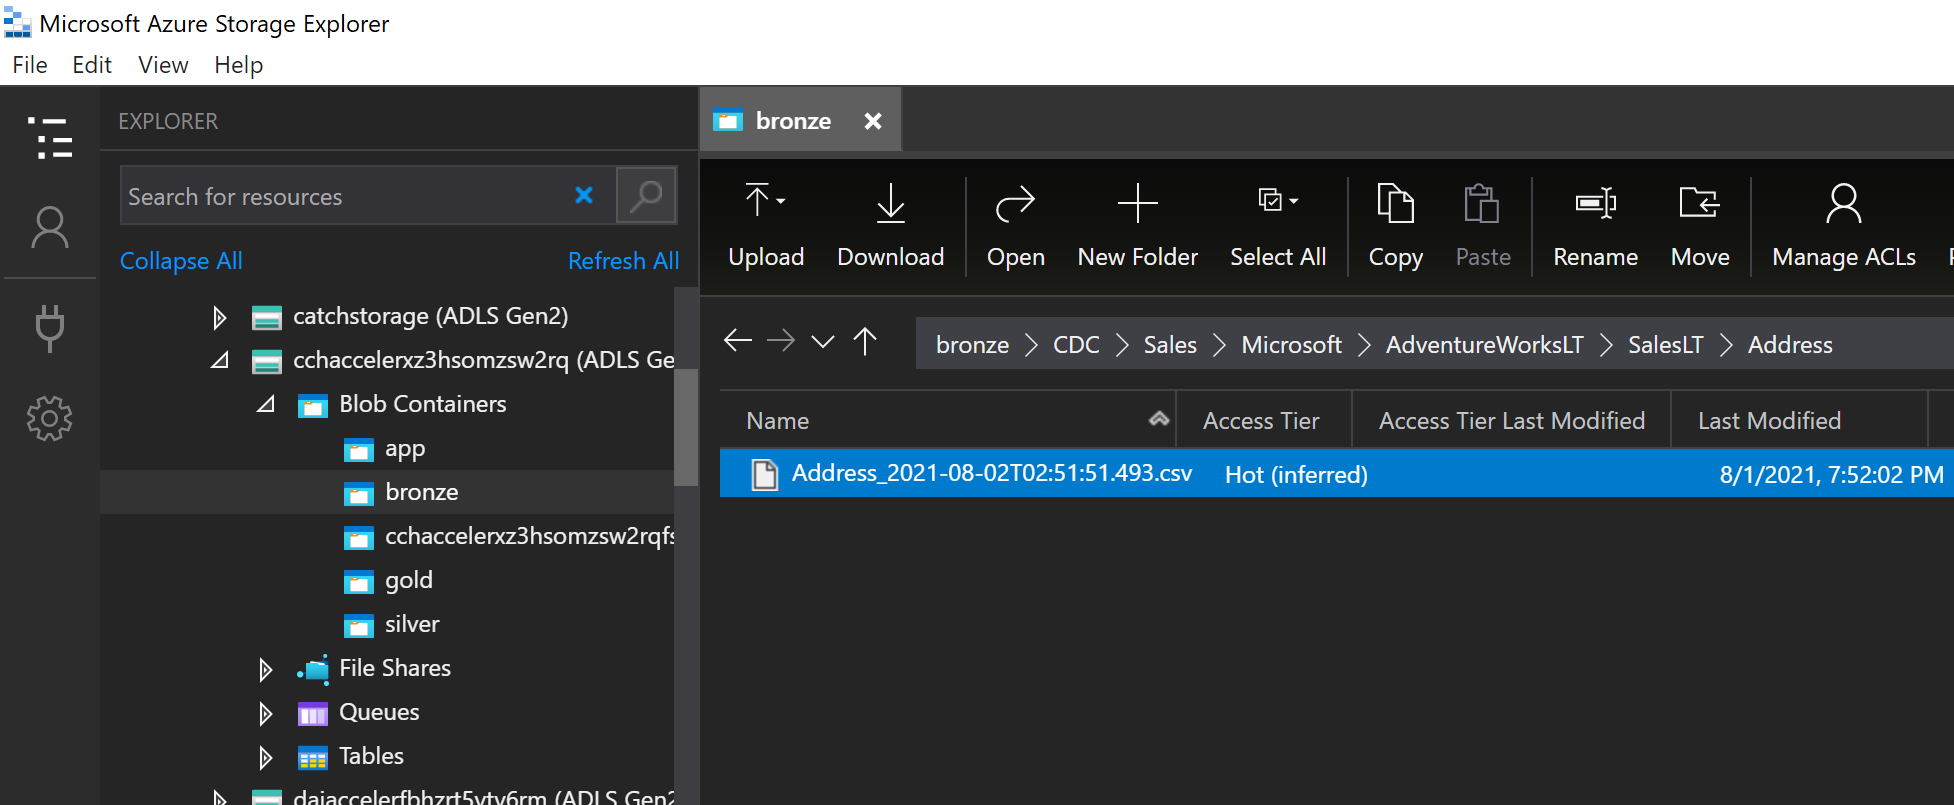 Microsoft Azure Storage Explorer
File Edit View Help
EXPLORER
Search for resources
Collapse All Refresh All
catchstorage (ADLS Gen2)
cchaccelerxz3hsomzsw2rq (ADLS Ge
Blob Containers
app
bronze
cchaccelerxz3hsomzsw2rqfs
gold
silver
File Shares
Queues
Tables
daiaccelerfbhzrt5vtv6rm (ADLS Gen2
bronze
Upload Download Open New Folder Select All Copy Paste Rename Move Manage ACLs
bronze CDC Sales Microsoft AdventureWorksLT SalesLT Address
Name Access Tier Access Tier Last Modified Last Modified
Address_2021-08-02T02:51:51.493.csv Hot (inferred) 8/1/2021, 7:52:02 PM